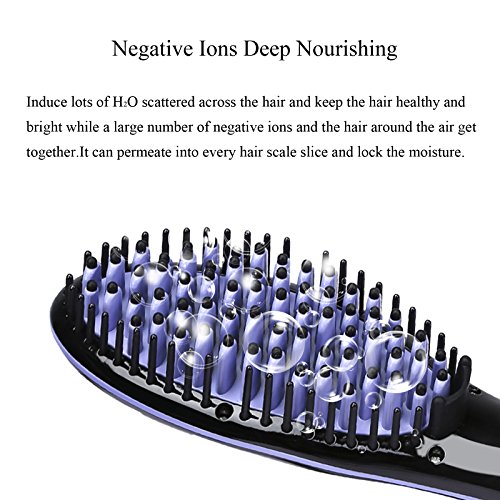 Negative Ions Deep Nourishing
Induce lots of H₂O scattered across the hair and keep the hair healthy and
bright while a large number of negative ions and the hair around the air get
together.It can permeate into every hair scale slice and lock the moisture.